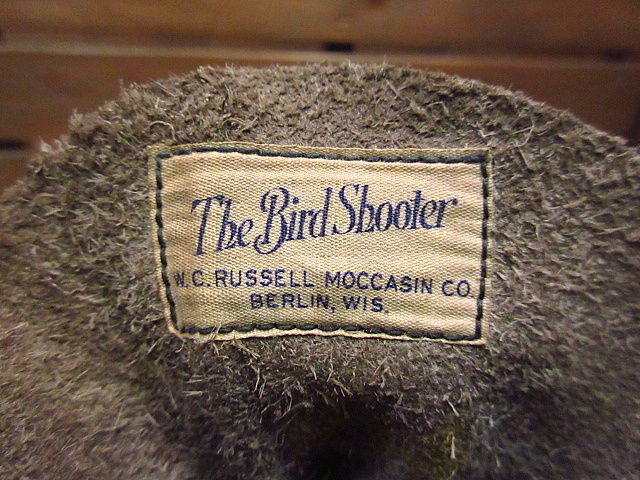 The Bird Shooter
W.C. RUSSELL MOCCASIN CO.
BERLIN, WIS.